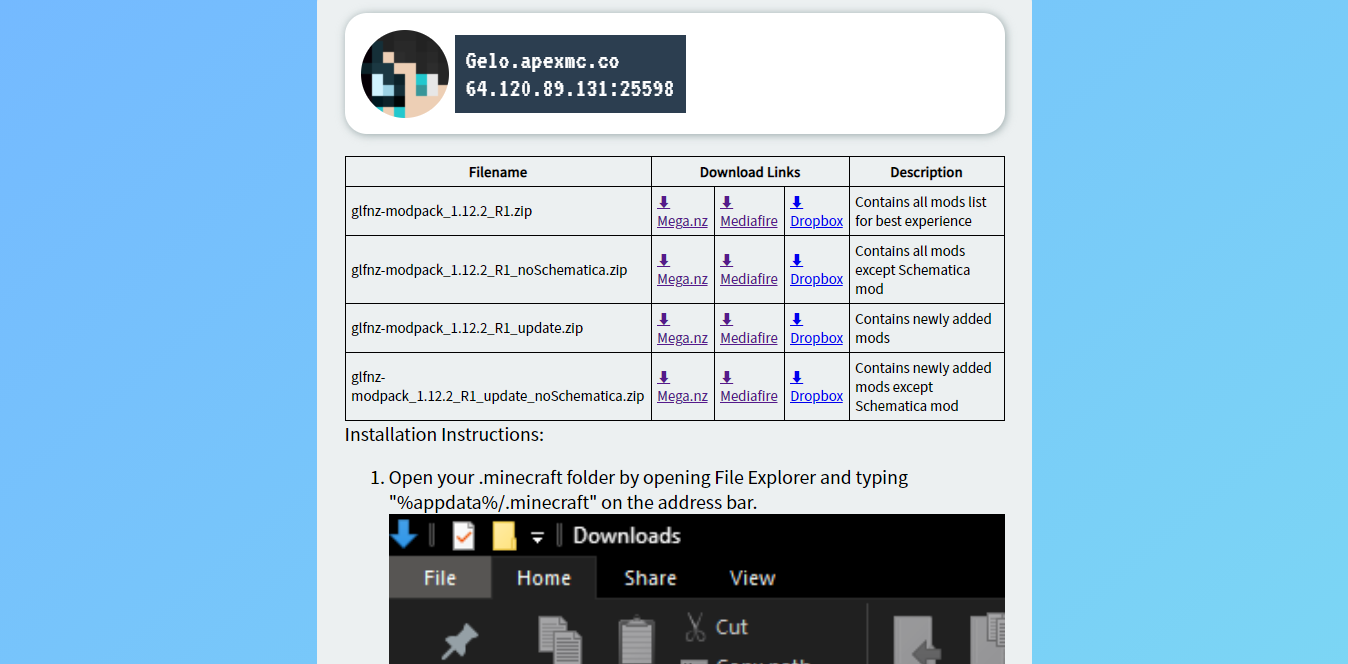 Gelo.apexmc.co
64.120.89.131:25598
Filename Download Links Description
glfnz-modpack_1.12.2_R1.zip
⬇ ⬇ ⬇
Mega.nz Mediafire Dropbox
Contains all mods list
for best experience
glfnz-modpack_1.12.2_R1_noSchematica.zip
⬇ ⬇ ⬇
Mega.nz Mediafire Dropbox
Contains all mods
except Schematica
mod
glfnz-modpack_1.12.2_R1_update.zip
⬇ ⬇ ⬇
Mega.nz Mediafire Dropbox
Contains newly added
mods
glfnz-
modpack_1.12.2_R1_update_noSchematica.zip
⬇ ⬇ ⬇
Mega.nz Mediafire Dropbox
Contains newly added
mods except
Schematica mod
Installation Instructions:
1. Open your .minecraft folder by opening File Explorer and typing
"%appdata%/.minecraft" on the address bar.
Downloads
File Home Share View
Cut
Copy path